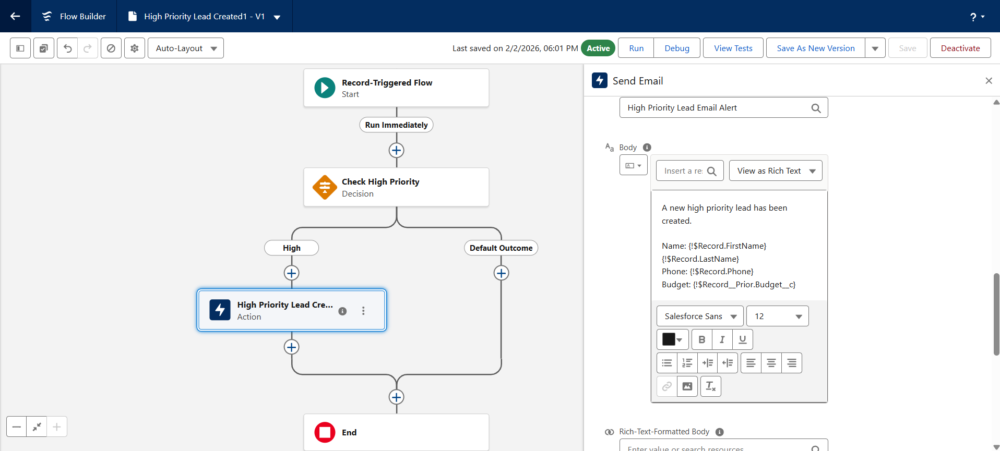 Flow Builder
High Priority Lead Created1 - V1
?
Auto-Layout
Last saved on 2/2/2026, 06:01 PM
Active
Run
Debug
View Tests
Save As New Version
Save
Deactivate
Record-Triggered Flow
Start
Run Immediately
Check High Priority
Decision
High
Default Outcome
High Priority Lead Cre...
Action
End
Send Email
High Priority Lead Email Alert
Aa Body
Insert a re
View as Rich Text
A new high priority lead has been
created.
Name: {!$Record.FirstName}
{!$Record.LastName}
Phone: {!$Record.Phone}
Budget: {!$Record__Prior.Budget__c}
Salesforce Sans
12
B
I
U
Rich-Text-Formatted Body
Enter value or search resources